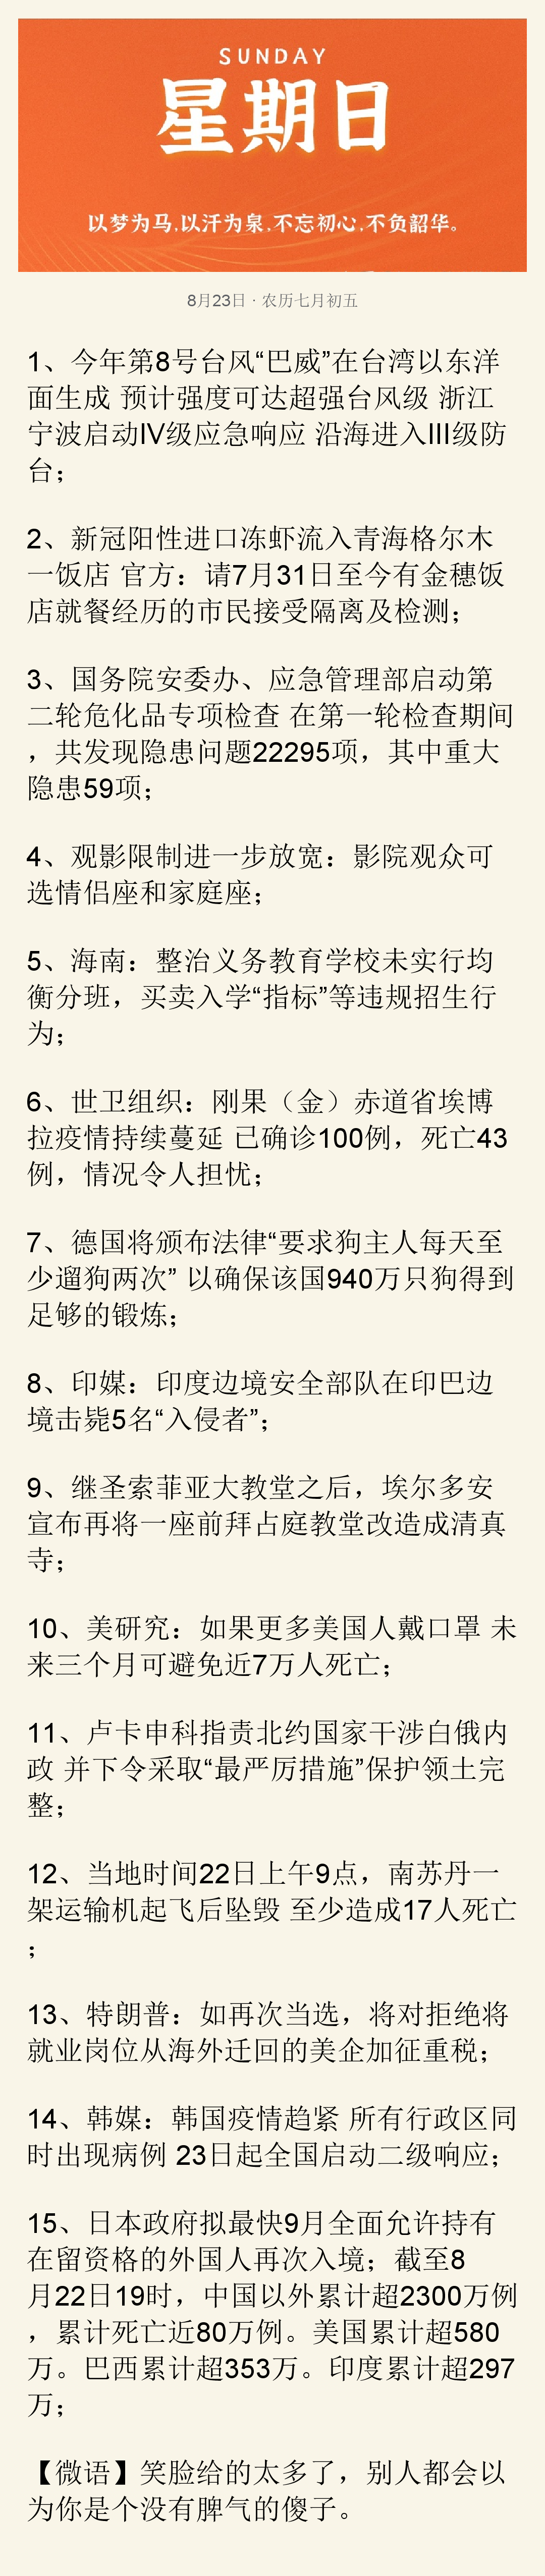 SUNDAY
星期日
以梦为马,以汗为泉,不忘初心,不负韶华。
8月23日 · 农历七月初五
1、今年第8号台风“巴威”在台湾以东洋
面生成 预计强度可达超强台风级 浙江
宁波启动IV级应急响应 沿海进入III级防
台；
2、新冠阳性进口冻虾流入青海格尔木
一饭店 官方：请7月31日至今有金穗饭
店就餐经历的市民接受隔离及检测；
3、国务院安委办、应急管理部启动第
二轮危化品专项检查 在第一轮检查期间
，共发现隐患问题22295项，其中重大
隐患59项；
4、观影限制进一步放宽：影院观众可
选情侣座和家庭座；
5、海南：整治义务教育学校未实行均
衡分班，买卖入学“指标”等违规招生行
为；
6、世卫组织：刚果（金）赤道省埃博
拉疫情持续蔓延 已确诊100例，死亡43
例，情况令人担忧；
7、德国将颁布法律“要求狗主人每天至
少遛狗两次” 以确保该国940万只狗得到
足够的锻炼；
8、印媒：印度边境安全部队在印巴边
境击毙5名“入侵者”；
9、继圣索菲亚大教堂之后，埃尔多安
宣布再将一座前拜占庭教堂改造成清真
寺；
10、美研究：如果更多美国人戴口罩 未
来三个月可避免近7万人死亡；
11、卢卡申科指责北约国家干涉白俄内
政 并下令采取“最严厉措施”保护领土完
整；
12、当地时间22日上午9点，南苏丹一
架运输机起飞后坠毁 至少造成17人死亡
；
13、特朗普：如再次当选，将对拒绝将
就业岗位从海外迁回的美企加征重税；
14、韩媒：韩国疫情趋紧 所有行政区同
时出现病例 23日起全国启动二级响应；
15、日本政府拟最快9月全面允许持有
在留资格的外国人再次入境；截至8
月22日19时，中国以外累计超2300万例
，累计死亡近80万例。美国累计超580
万。巴西累计超353万。印度累计超297
万；
【微语】笑脸给的太多了，别人都会以
为你是个没有脾气的傻子。